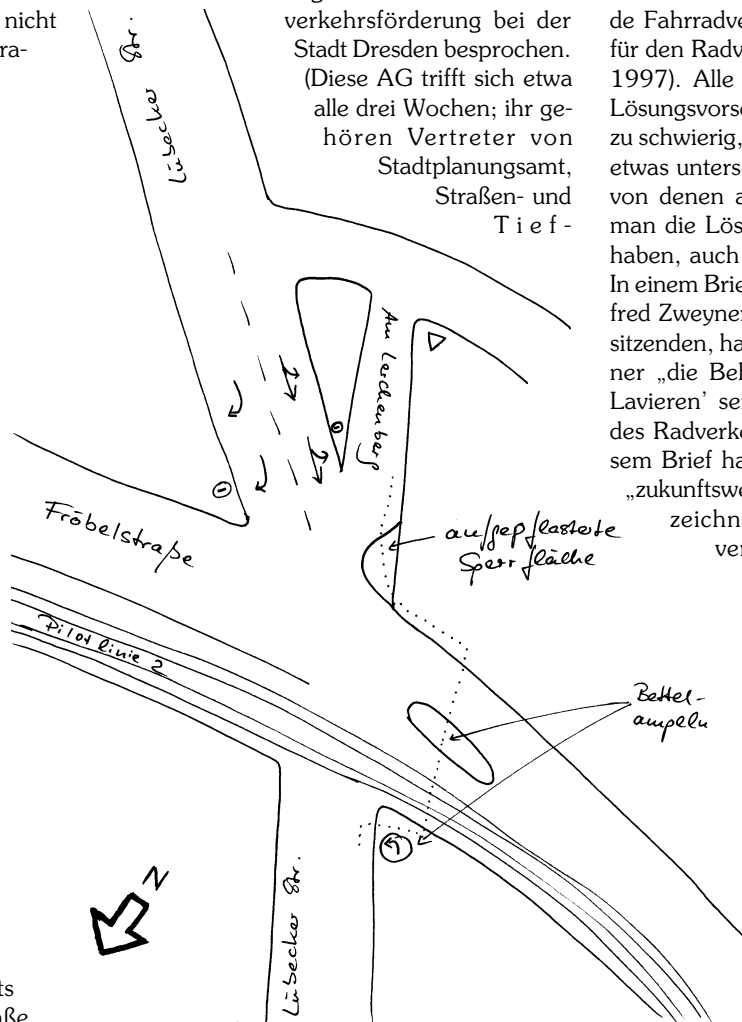 nicht
ra-
verkehrsförderung bei der
Stadt Dresden besprochen.
(Diese AG trifft sich etwa
alle drei Wochen; ihr ge-
hören Vertreter von
Stadtplanungsamt,
Straßen- und
Tief-
de Fahrradve
für den Radv
1997). Alle
Lösungsvorsc
zu schwierig,
etwas unters
von denen a
man die Lös
haben, auch
In einem Brie
fred Zweyner
sitzenden, ha
ner „die Bel
Lavieren' sei
des Radverke
sem Brief ha
„zukunftswe
zeichn
ver
Lübecker Str.
Am Lerchenberg
Fröbelstraße
aufgepflasterte
Sperrfläche
Pilotlinie 2
Bettel-
ampeln
Lübecker Str.
N
ts